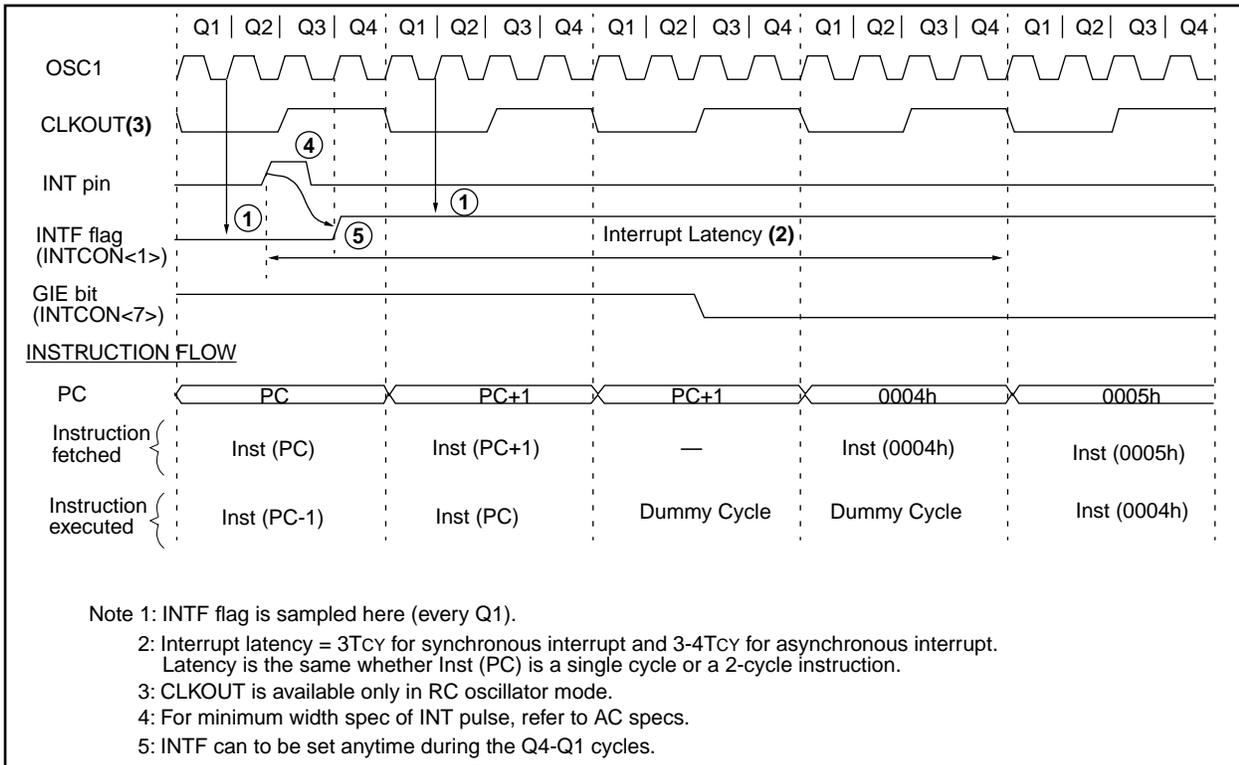 Q1 | Q2 | Q3 | Q4 Q1 | Q2 | Q3 | Q4 Q1 | Q2 | Q3 | Q4 Q1 | Q2 | Q3 | Q4 Q1 | Q2 | Q3 | Q4
OSC1
CLKOUT(3)
4
INT pin
1
1
INTF flag
(INTCON<1>)
5
Interrupt Latency (2)
GIE bit
(INTCON<7>)
INSTRUCTION FLOW
PC PC PC+1 PC+1 0004h 0005h
Instruction
fetched
Inst (PC) Inst (PC+1) — Inst (0004h) Inst (0005h)
Instruction
executed
Inst (PC-1) Inst (PC) Dummy Cycle Dummy Cycle Inst (0004h)
Note 1: INTF flag is sampled here (every Q1).
2: Interrupt latency = 3TCY for synchronous interrupt and 3-4TCY for asynchronous interrupt.
Latency is the same whether Inst (PC) is a single cycle or a 2-cycle instruction.
3: CLKOUT is available only in RC oscillator mode.
4: For minimum width spec of INT pulse, refer to AC specs.
5: INTF can to be set anytime during the Q4-Q1 cycles.